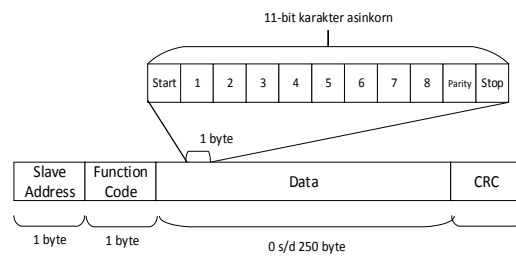 11-bit karakter asinkorn
Start 1 2 3 4 5 6 7 8 Parity Stop
1 byte
Slave Address Function Code Data CRC
1 byte 1 byte 0 s/d 250 byte